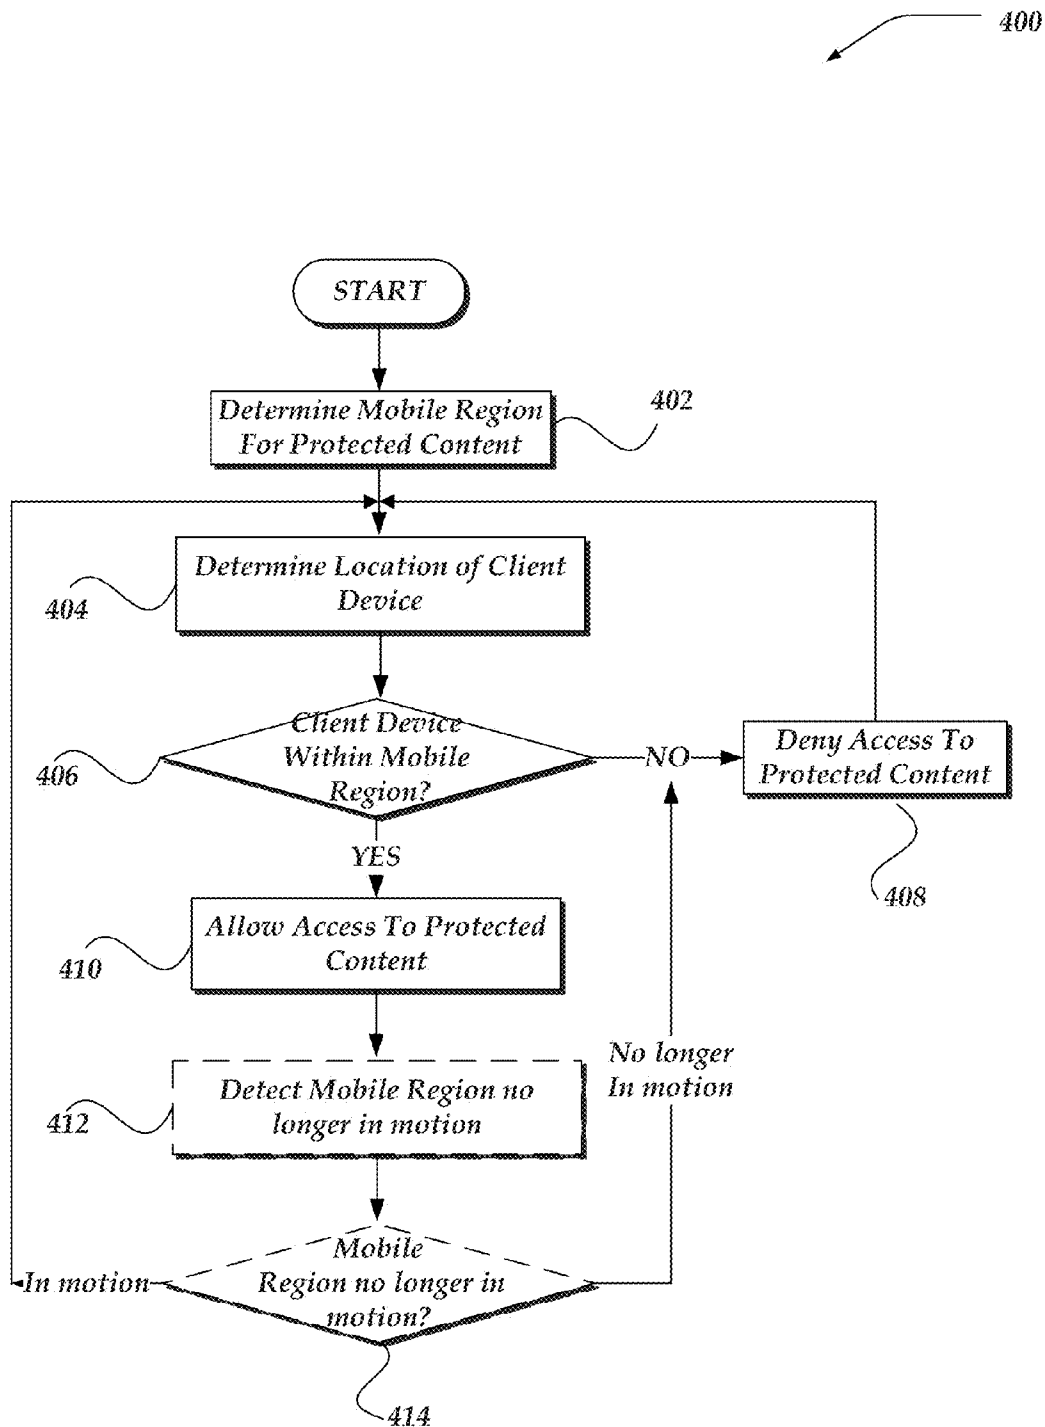 400
START
Determine Mobile Region
For Protected Content
402
Determine Location of Client
Device
404
Client Device
Within Mobile
Region?
406
NO
Deny Access To
Protected Content
408
YES
Allow Access To Protected
Content
410
No longer
In motion
Detect Mobile Region no
longer in motion
412
Mobile
Region no longer in
motion?
In motion
414